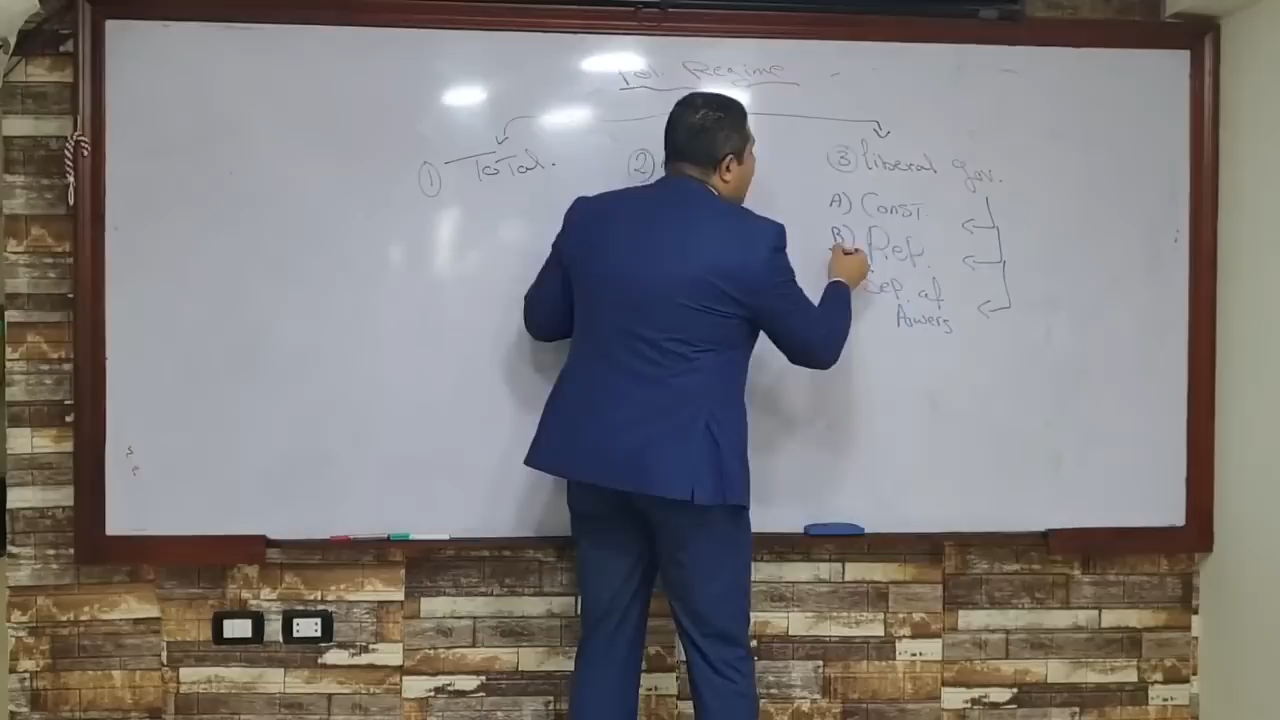 Pol. Regime
① Total.
②
③ liberal gov.
A) Const.
B) Ref.
Sep. of
Powers